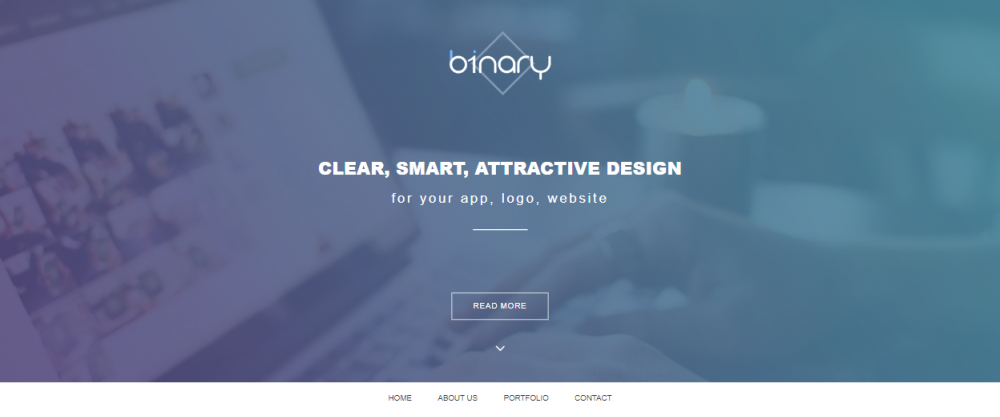 binary
CLEAR, SMART, ATTRACTIVE DESIGN
for your app, logo, website
READ MORE
HOME ABOUT US PORTFOLIO CONTACT